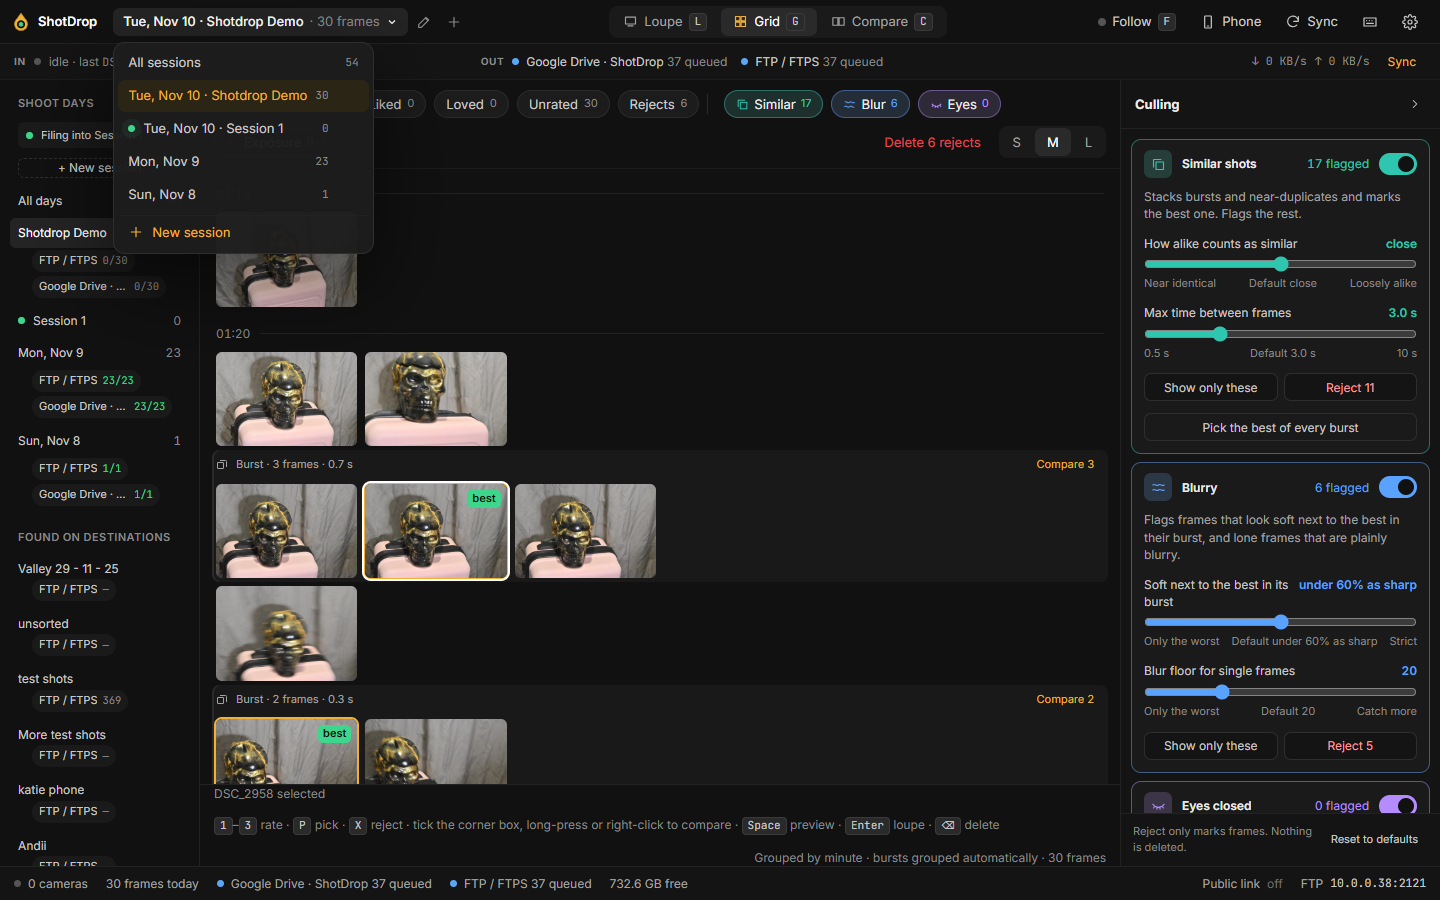 ShotDrop
Tue, Nov 10 · Shotdrop Demo · 30 frames
Loupe L
Grid G
Compare C
Follow F
Phone
Sync
IN idle · last
OUT Google Drive · ShotDrop 37 queued FTP / FTPS 37 queued
↓ 0 KB/s ↑ 0 KB/s Sync
All sessions 54
Tue, Nov 10 · Shotdrop Demo 30
Tue, Nov 10 · Session 1 0
Mon, Nov 9 23
Sun, Nov 8 1
+ New session
SHOOT DAYS
Filing into Ses
+ New ses
All days
Shotdrop Demo
FTP / FTPS 0/30
Google Drive · ... 0/30
Session 1 0
Mon, Nov 9 23
FTP / FTPS 23/23
Google Drive · ... 23/23
Sun, Nov 8 1
FTP / FTPS 1/1
Google Drive · ... 1/1
FOUND ON DESTINATIONS
Valley 29 - 11 - 25
FTP / FTPS –
unsorted
FTP / FTPS –
test shots
FTP / FTPS 369
More test shots
FTP / FTPS –
katie phone
FTP / FTPS –
Andii
0
Loved 0
Unrated 30
Rejects 6
Similar 17
Blur 6
Eyes 0
Delete 6 rejects
S M L
01:20
Burst · 3 frames · 0.7 s
Compare 3
best
Burst · 2 frames · 0.3 s
Compare 2
best
DSC_2958 selected
1–3 rate · P pick · X reject · tick the corner box, long-press or right-click to compare · Space preview · Enter loupe · ⌫ delete
Grouped by minute · bursts grouped automatically · 30 frames
Culling
Similar shots 17 flagged
Stacks bursts and near-duplicates and marks
the best one. Flags the rest.
How alike counts as similar close
Near identical Default close Loosely alike
Max time between frames 3.0 s
0.5 s Default 3.0 s 10 s
Show only these
Reject 11
Pick the best of every burst
Blurry 6 flagged
Flags frames that look soft next to the best in
their burst, and lone frames that are plainly
blurry.
Soft next to the best in its under 60% as sharp
burst
Only the worst Default under 60% as sharp Strict
Blur floor for single frames 20
Only the worst Default 20 Catch more
Show only these
Reject 5
Eyes closed 0 flagged
Reject only marks frames. Nothing
is deleted.
Reset to defaults
0 cameras 30 frames today Google Drive · ShotDrop 37 queued FTP / FTPS 37 queued 732.6 GB free
Public link off FTP 10.0.0.38:2121